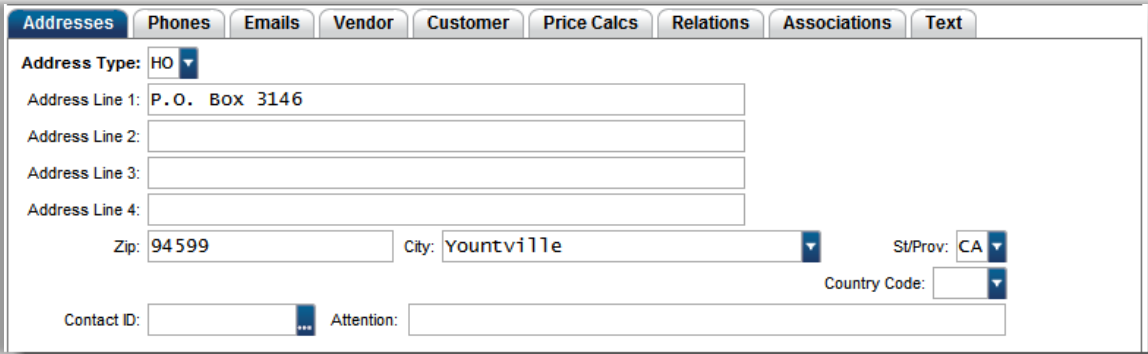 Addresses Phones Emails Vendor Customer Price Calcs Relations Associations Text
Address Type: HO
Address Line 1: P.O. Box 3146
Address Line 2:
Address Line 3:
Address Line 4:
Zip: 94599 City: Yountville St/Prov: CA
Country Code:
Contact ID: ... Attention: